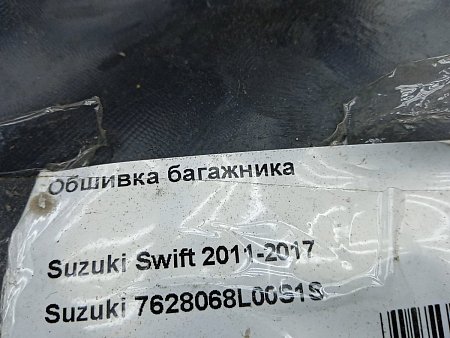 Обшивка багажника
Suzuki Swift 2011-2017
Suzuki 7628068L00S1S